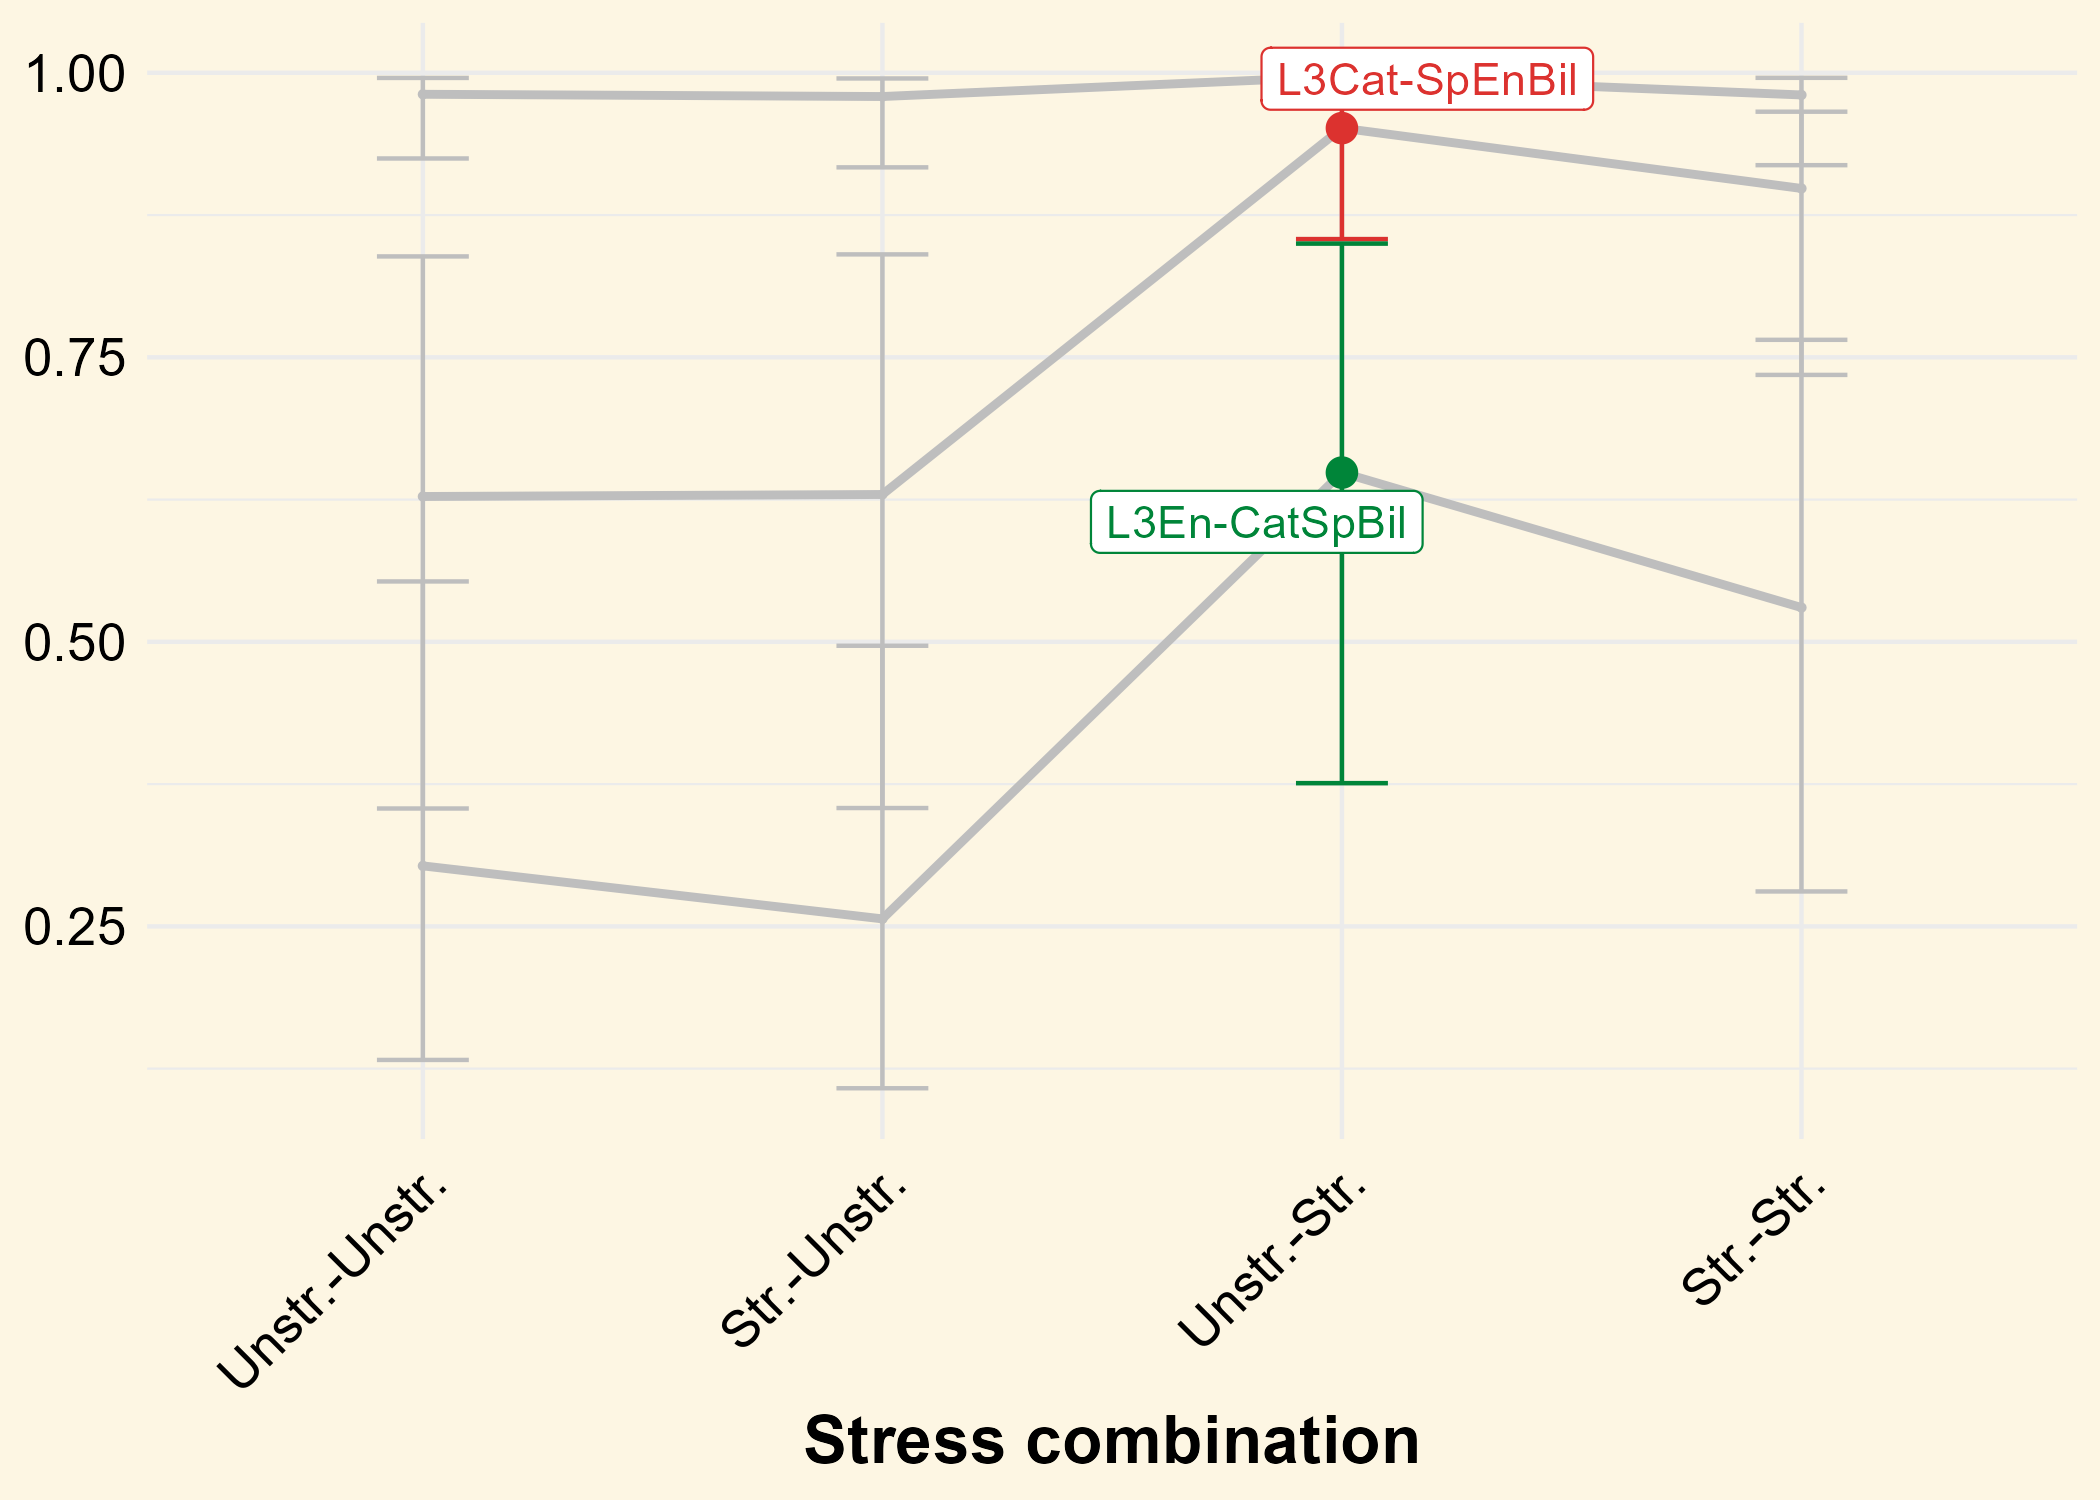 1.00
0.75
0.50
0.25
L3Cat-SpEnBil
L3En-CatSpBil
Unstr.-Unstr.
Str.-Unstr.
Unstr.-Str.
Str.-Str.
Stress combination